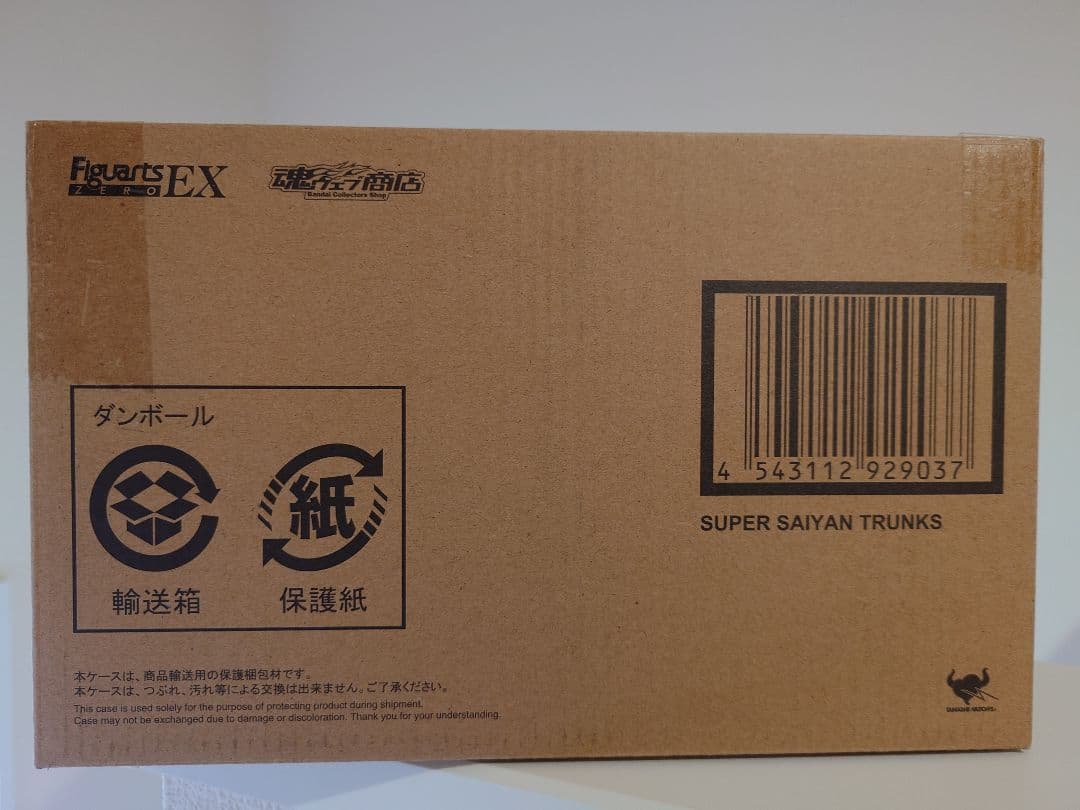 Figuarts
ZERO EX
魂ウェブ商店
Bandai Collectors Shop
4 543112 929037
SUPER SAIYAN TRUNKS
ダンボール
紙
輸送箱 保護紙
本ケースは、商品輸送用の保護梱包材です。
本ケースは、つぶれ、汚れ等による交換は出来ません。ご了承ください。
This case is used solely for the purpose of protecting product during shipment.
Case may not be exchanged due to damage or discoloration. Thank you for your understanding.
TAMASHII NATIONS